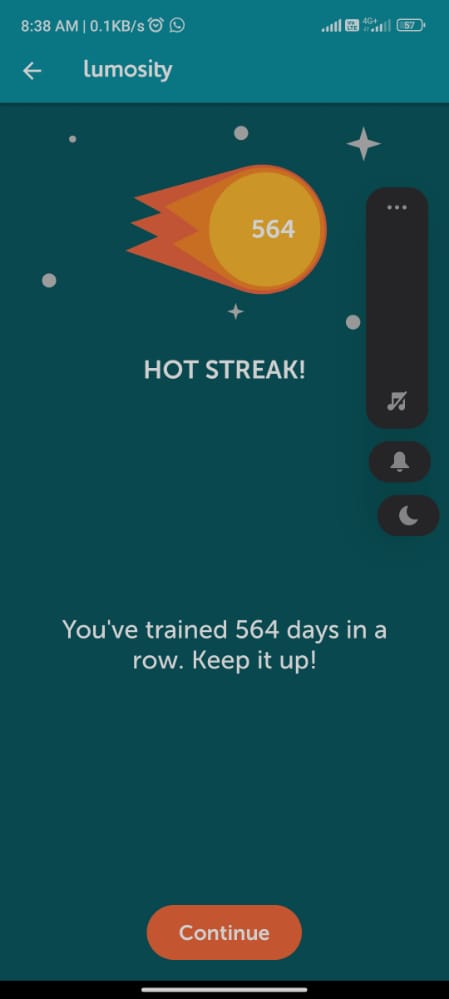 8:38 AM | 0.1KB/s 4G+ 57
lumosity
564
HOT STREAK!
You've trained 564 days in a
row. Keep it up!
Continue